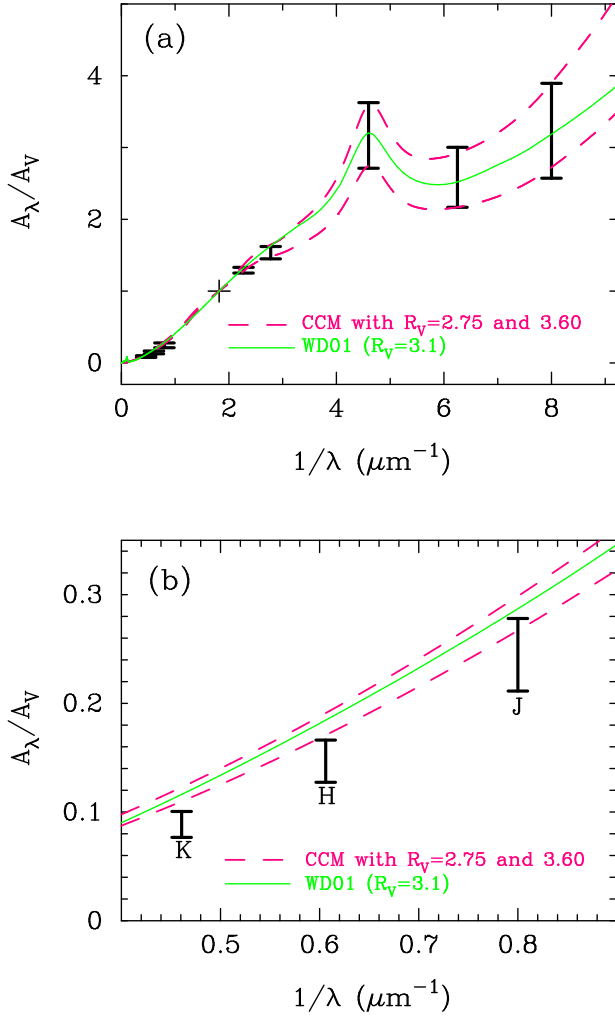 (a)
4
2
0
A_λ/A_V
CCM with R_V=2.75 and 3.60
WD01 (R_V=3.1)
0 2 4 6 8
1/λ (μm⁻¹)
(b)
0.3
0.2
0.1
0
A_λ/A_V
J
H
K
CCM with R_V=2.75 and 3.60
WD01 (R_V=3.1)
0.5 0.6 0.7 0.8
1/λ (μm⁻¹)